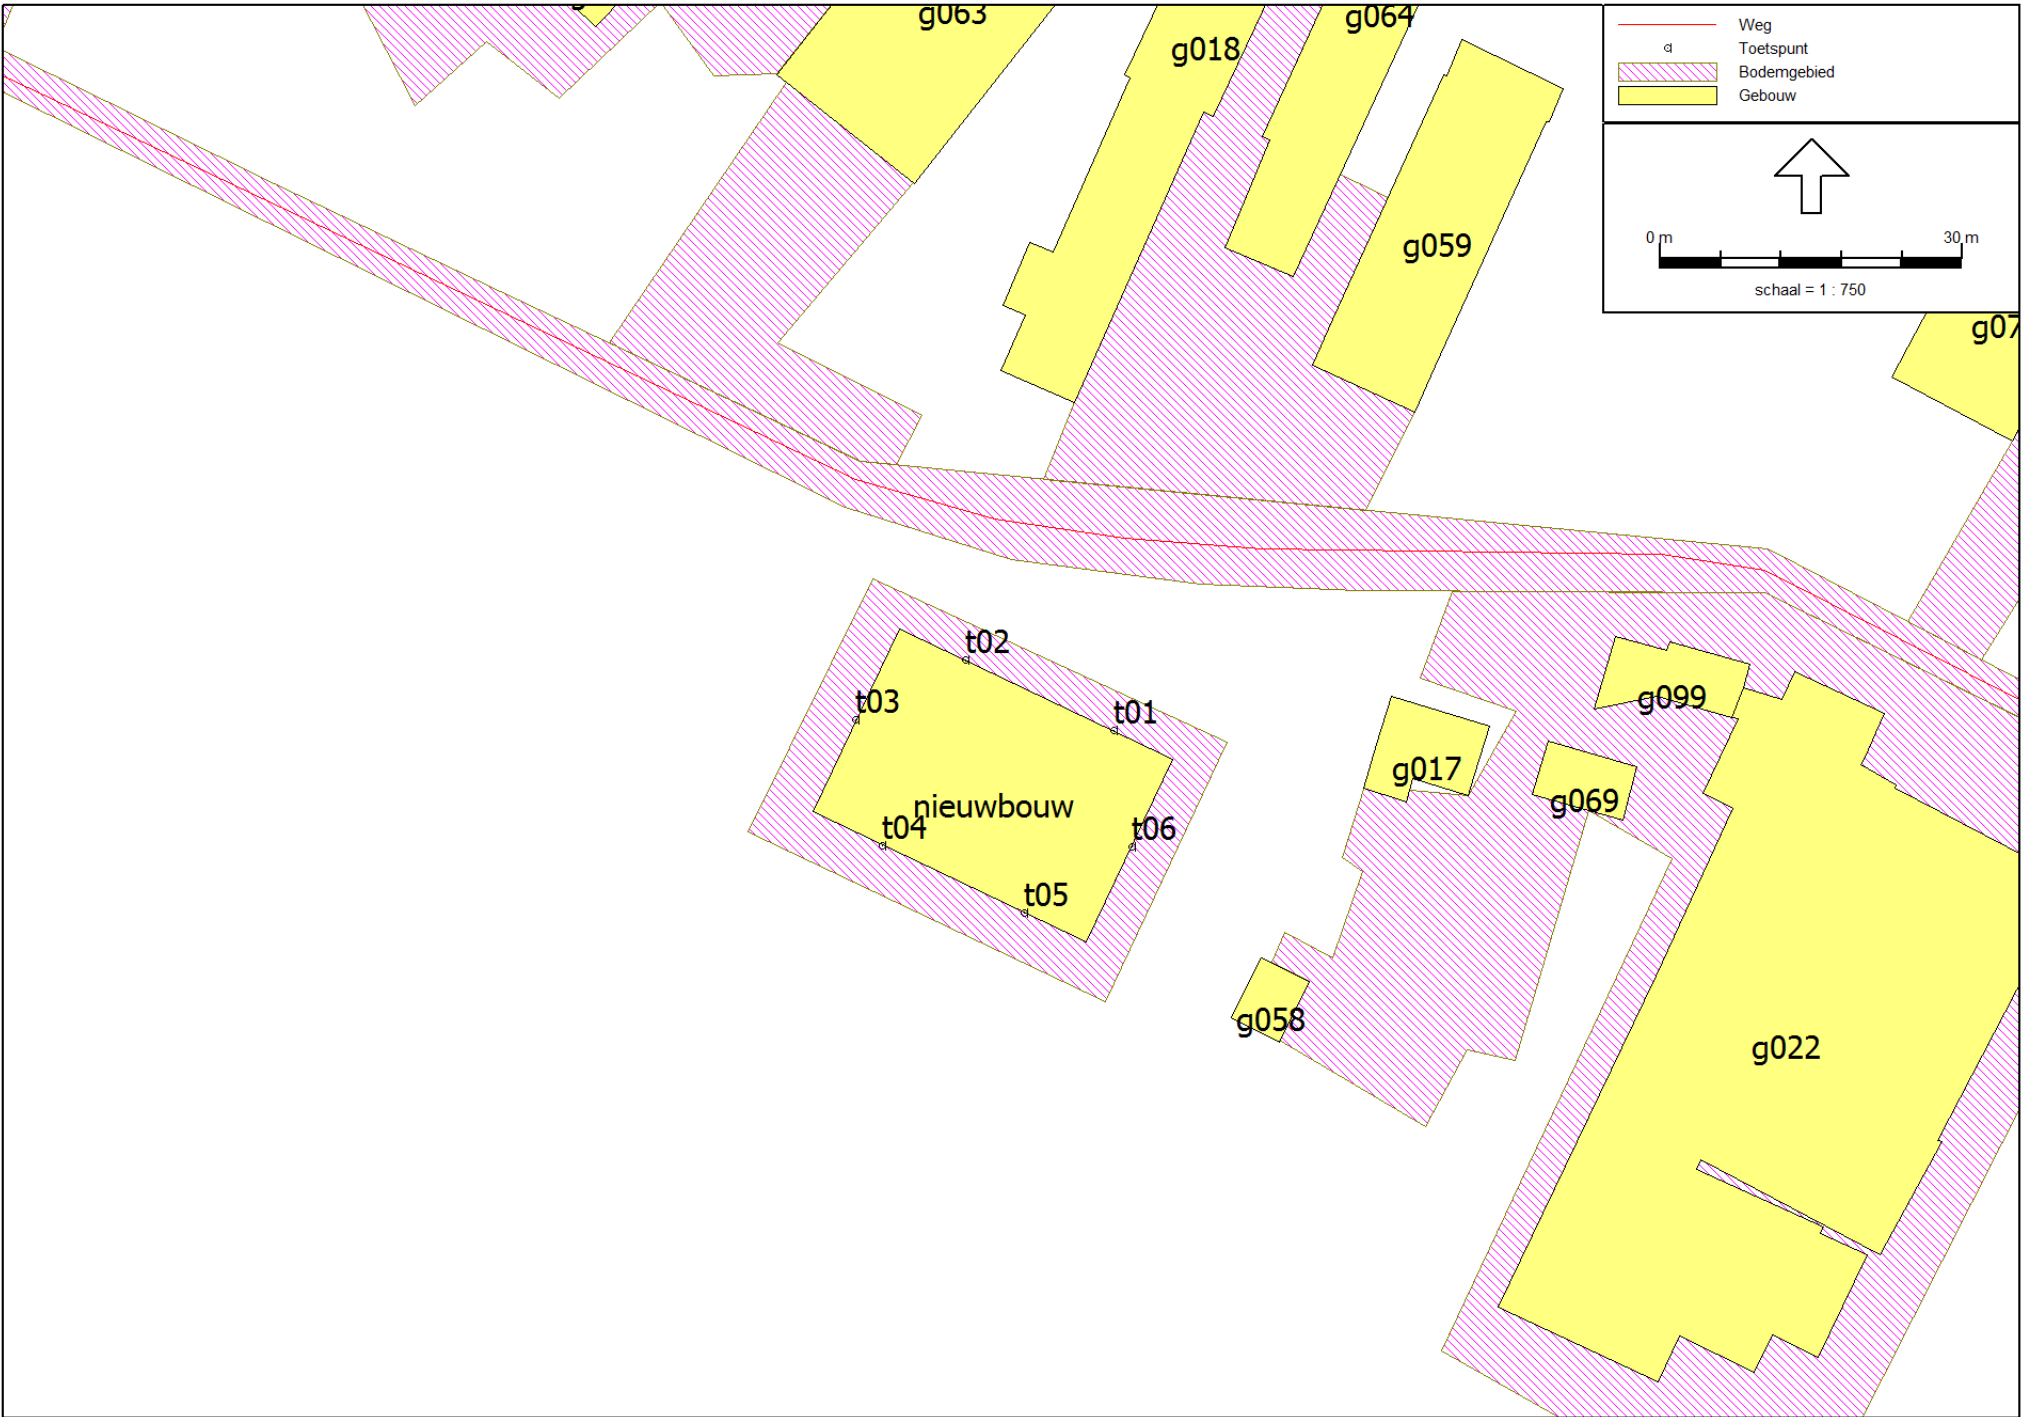 g063
g018
g064
g059
Weg
Toetspunt
Bodemgebied
Gebouw
0 m 30 m
schaal = 1 : 750
t02
t03
t01
nieuwbouw
t04
t06
t05
g099
g017
g069
g058
g022